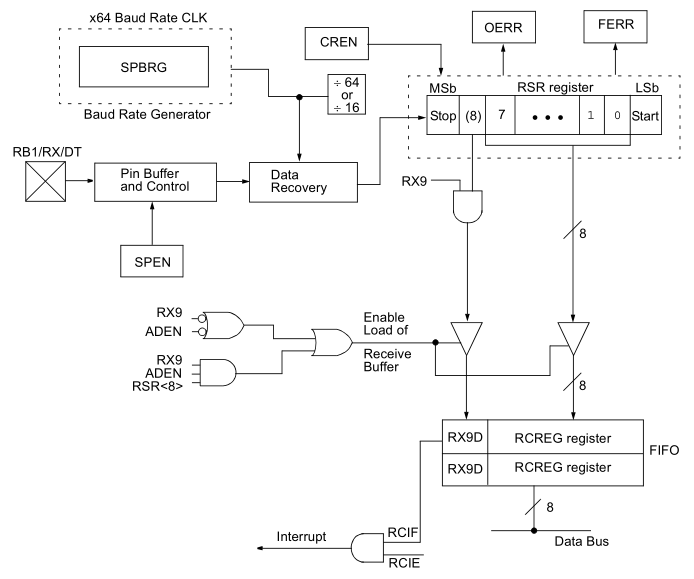 x64 Baud Rate CLK
SPBRG
Baud Rate Generator
÷ 64
or
÷ 16
CREN
OERR
FERR
MSb
RSR register
LSb
Stop (8) 7 • • • 1 0 Start
RB1/RX/DT
Pin Buffer
and Control
Data
Recovery
SPEN
RX9
8
RX9
ADEN
RX9
ADEN
RSR<8>
Enable
Load of
Receive
Buffer
8
RX9D RCREG register
RX9D RCREG register
FIFO
8
Data Bus
Interrupt
RCIF
RCIE